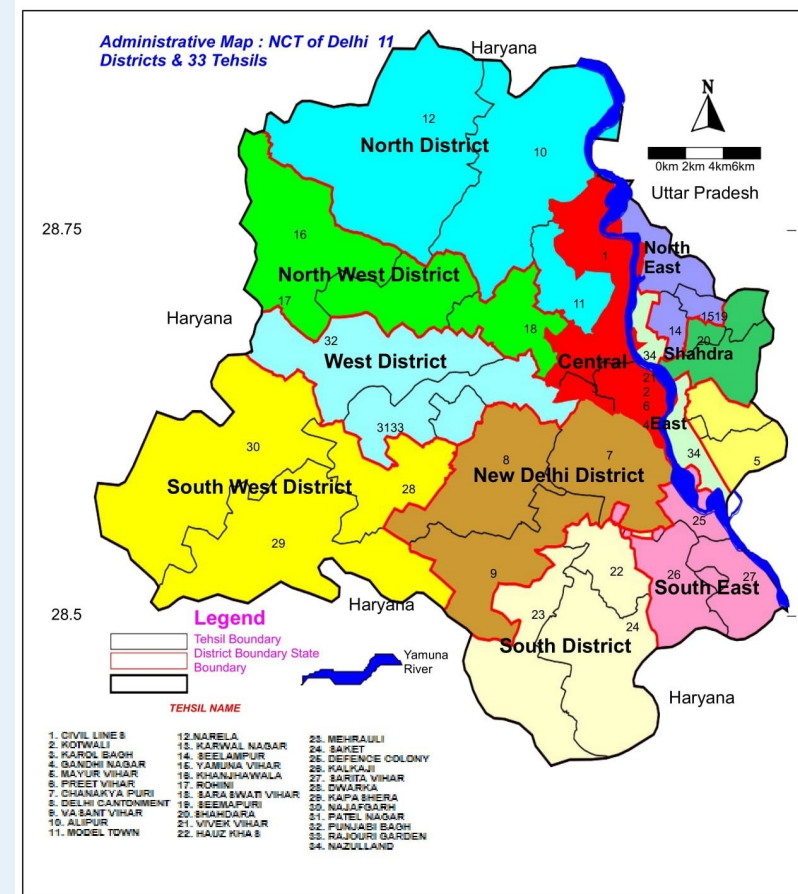 Administrative Map : NCT of Delhi 11
Districts & 33 Tehsils
Haryana
N
0km 2km 4km6km
Uttar Pradesh
28.75
12
North District
10
16
North West District
17
1
North
East
11
Haryana
32
18
West District
Central
14
1519
20
Shahdra
34
21
2
6
4
East
3133
30
South West District
28
29
8
7
New Delhi District
34
5
25
9
22
26
27
South East
23
24
South District
28.5
Haryana
Haryana
Legend
Tehsil Boundary
District Boundary State
Boundary
Yamuna
River
TEHSIL NAME
1. CIVIL LINES
2. KOTWALI
3. KAROL BAGH
4. GANDHI NAGAR
5. MAYUR VIHAR
6. PREET VIHAR
7. CHANAKYA PURI
8. DELHI CANTONMENT
9. VASANT VIHAR
10. ALIPUR
11. MODEL TOWN
12.NARELA
13. KARWAL NAGAR
14. SEELAMPUR
15. YAMUNA VIHAR
16. KHANJHAWALA
17. ROHINI
18. SARASWATI VIHAR
19. SEEMAPURI
20.SHAHDARA
21. VIVEK VIHAR
22. HAUZ KHAS
23. MEHRAULI
24. SAKET
25. DEFENCE COLONY
26. KALKAJI
27. SARITA VIHAR
28. DWARKA
29. KAPASHERA
30. NAJAFGARH
31. PATEL NAGAR
32. PUNJABI BAGH
33. RAJOURI GARDEN
34. NAZULLAND